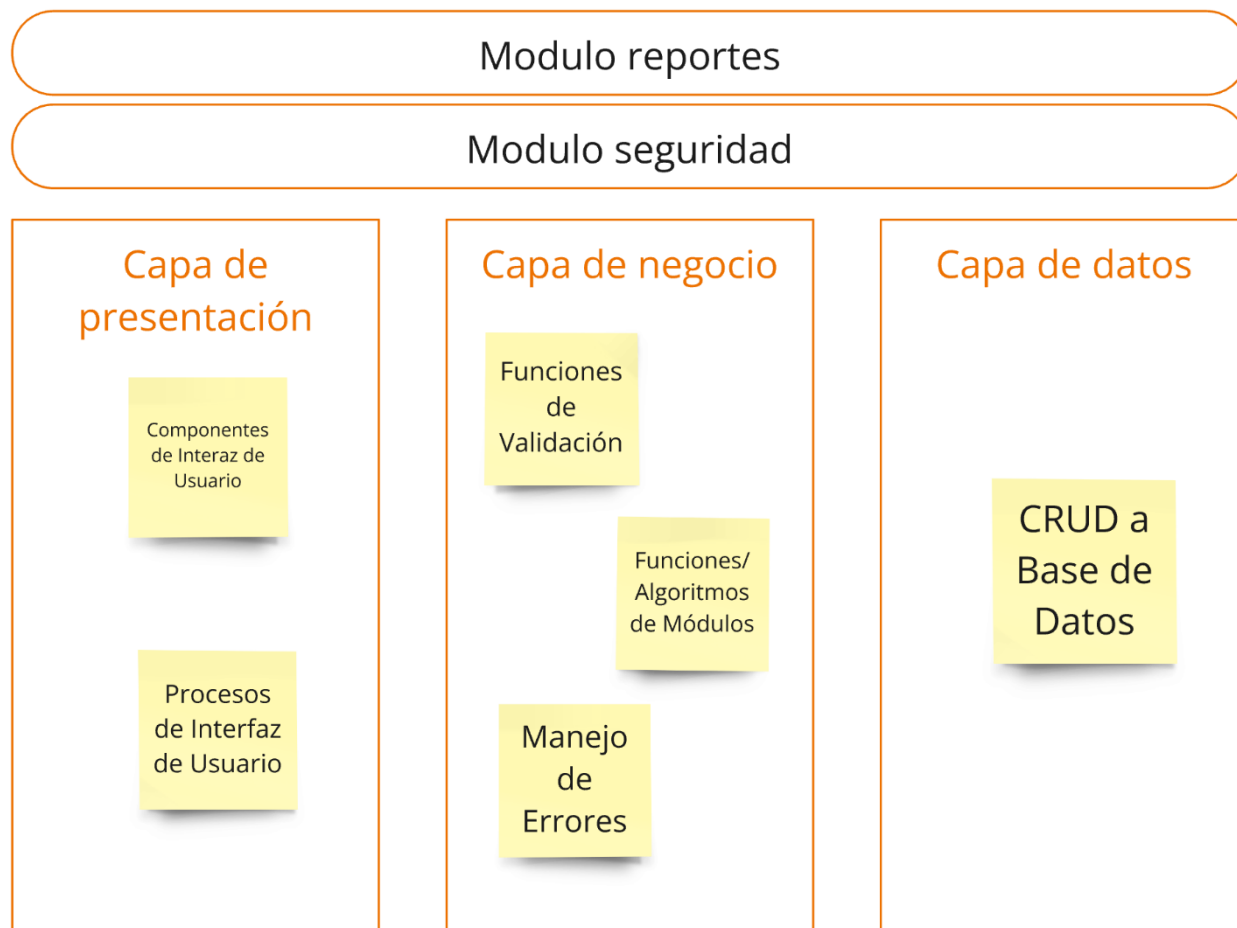 Modulo reportes
Modulo seguridad
Capa de
presentación
Componentes
de Interaz de
Usuario
Procesos
de Interfaz
de Usuario
Capa de negocio
Funciones
de
Validación
Funciones/
Algoritmos
de Módulos
Manejo
de
Errores
Capa de datos
CRUD a
Base de
Datos